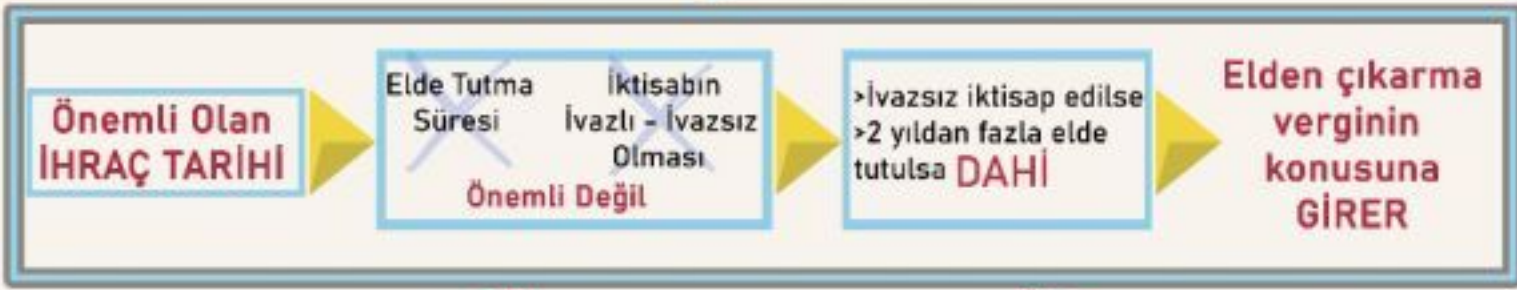 Önemli Olan
İHRAÇ TARİHİ
Elde Tutma
Süresi
İktisabın
İvazlı - İvazsız
Olması
Önemli Değil
>İvazsız iktisap edilse
>2 yıldan fazla elde
tutulsa DAHİ
Elden çıkarma
verginin
konusuna
GİRER